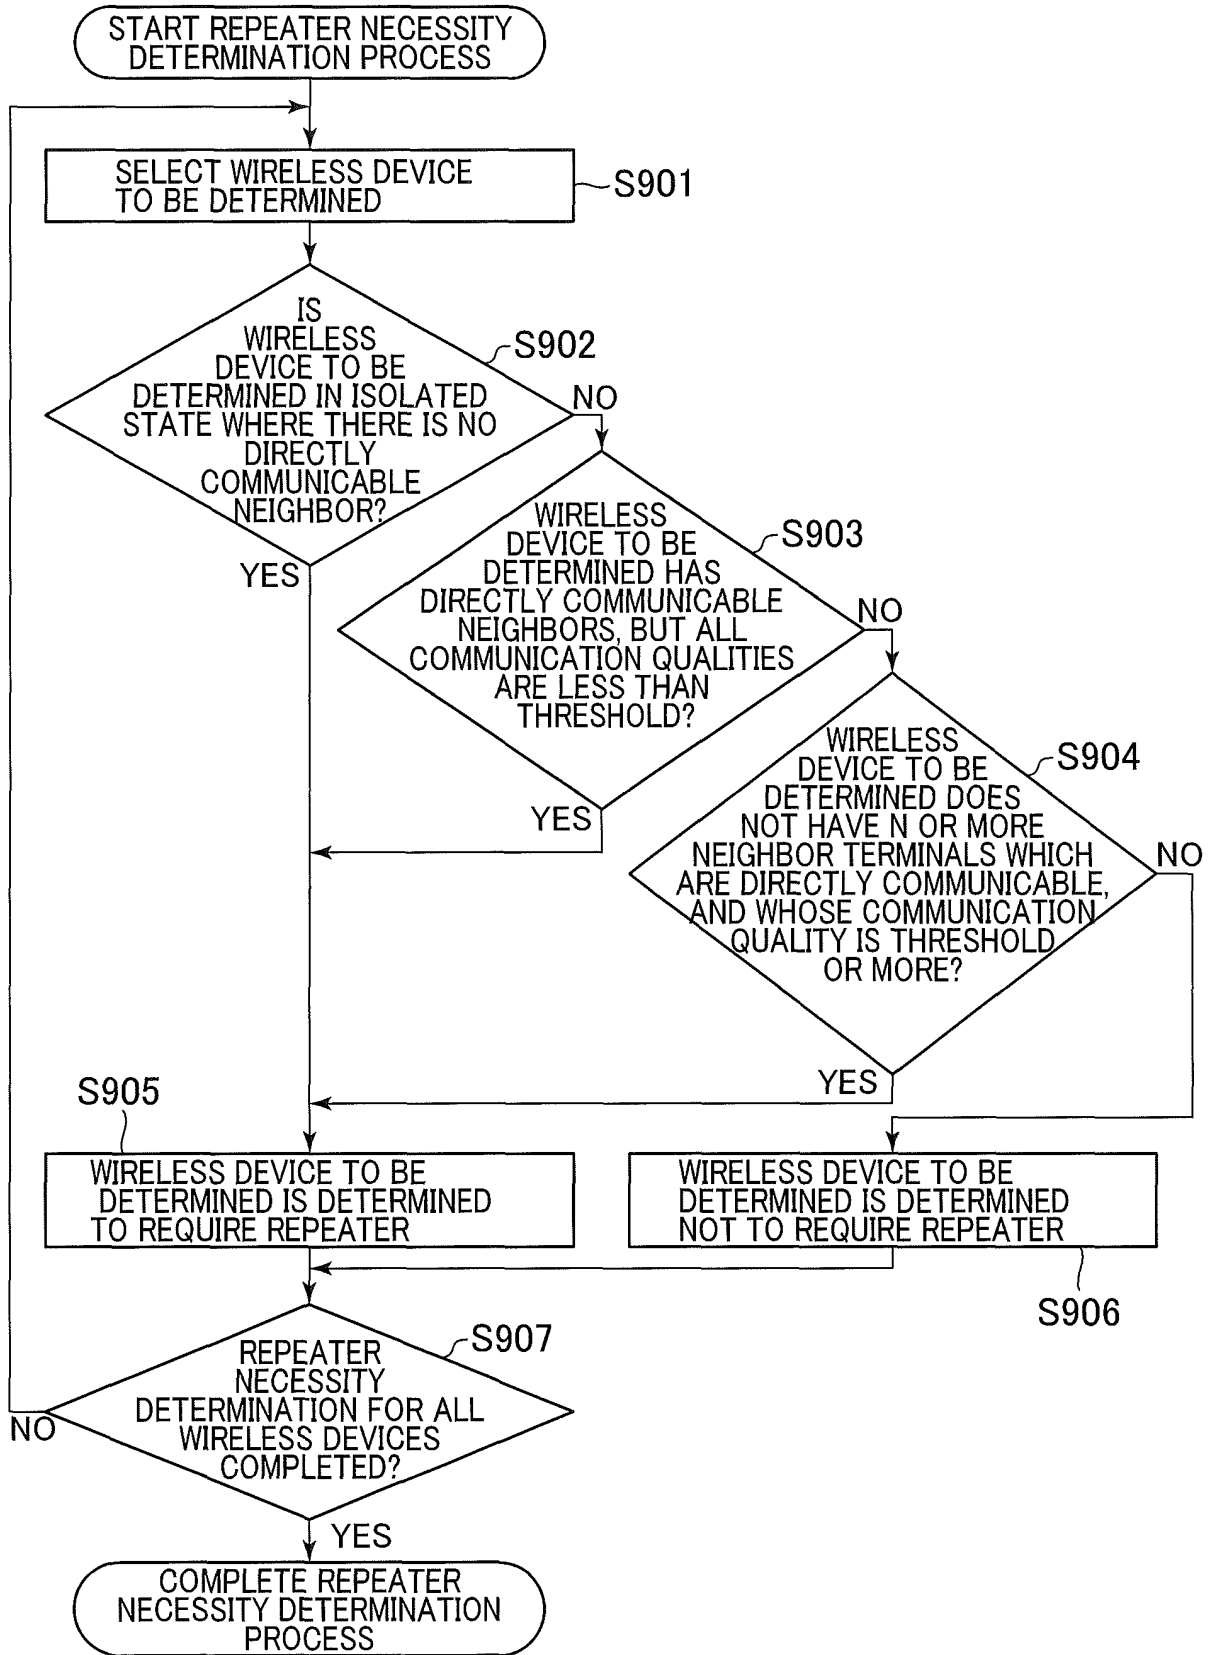 START REPEATER NECESSITY
DETERMINATION PROCESS
SELECT WIRELESS DEVICE
TO BE DETERMINED
S901
IS
WIRELESS
DEVICE TO BE
DETERMINED IN ISOLATED
STATE WHERE THERE IS NO
DIRECTLY
COMMUNICABLE
NEIGHBOR?
S902
NO
YES
WIRELESS
DEVICE TO BE
DETERMINED HAS
DIRECTLY COMMUNICABLE
NEIGHBORS, BUT ALL
COMMUNICATION QUALITIES
ARE LESS THAN
THRESHOLD?
S903
NO
YES
WIRELESS
DEVICE TO BE
DETERMINED DOES
NOT HAVE N OR MORE
NEIGHBOR TERMINALS WHICH
ARE DIRECTLY COMMUNICABLE,
AND WHOSE COMMUNICATION
QUALITY IS THRESHOLD
OR MORE?
S904
NO
YES
S905
WIRELESS DEVICE TO BE
DETERMINED IS DETERMINED
TO REQUIRE REPEATER
WIRELESS DEVICE TO BE
DETERMINED IS DETERMINED
NOT TO REQUIRE REPEATER
S906
REPEATER
NECESSITY
DETERMINATION FOR ALL
WIRELESS DEVICES
COMPLETED?
S907
NO
YES
COMPLETE REPEATER
NECESSITY DETERMINATION
PROCESS